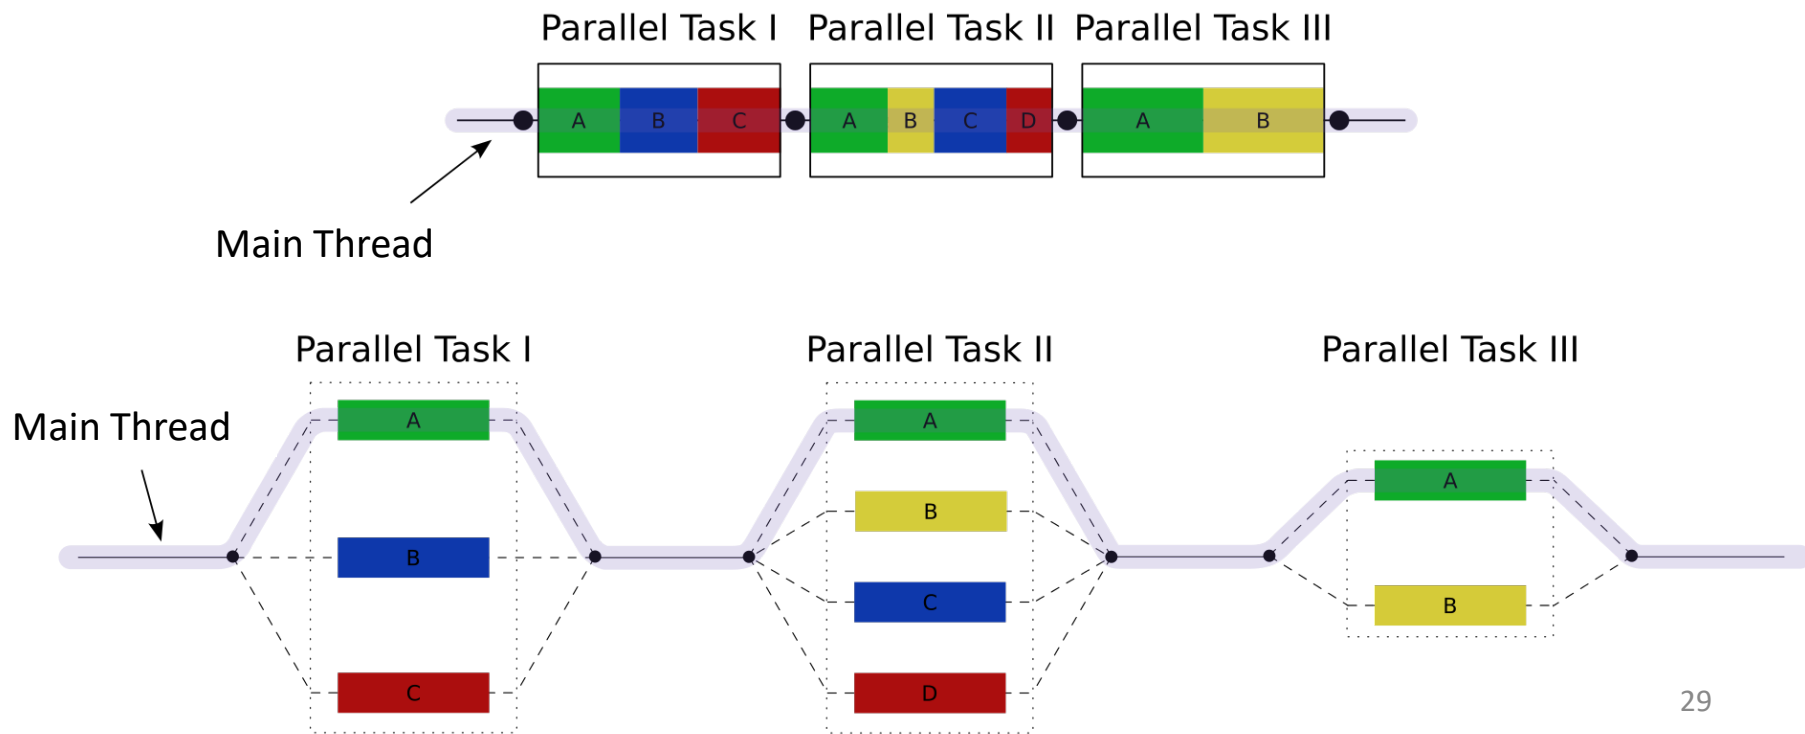 Parallel Task I Parallel Task II Parallel Task III
A B C A B C D A B
Main Thread
Parallel Task I Parallel Task II Parallel Task III
Main Thread
A A
A
B
B
C
B
C D
29